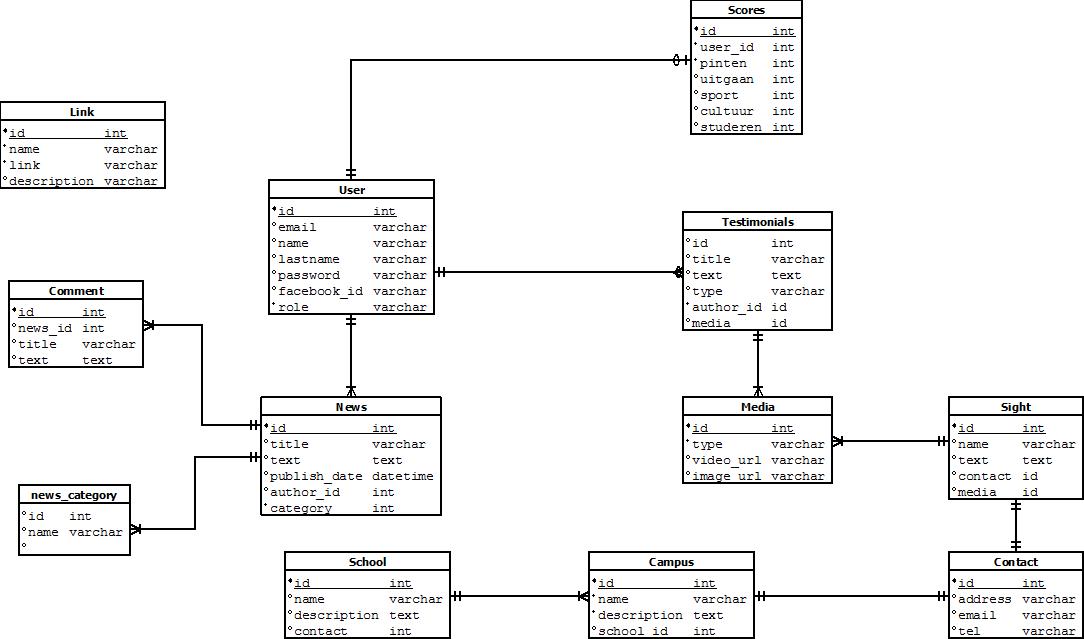 Scores
id int
user_id int
pinten int
uitgaan int
sport int
cultuur int
studeren int
Link
id int
name varchar
link varchar
description varchar
User
id int
email varchar
name varchar
lastname varchar
password varchar
facebook_id varchar
role varchar
Testimonials
id int
title varchar
text text
type varchar
author_id id
media id
Comment
id int
news_id int
title varchar
text text
News
id int
title varchar
text text
publish_date datetime
author_id int
category int
Media
id int
type varchar
video_url varchar
image_url varchar
Sight
id int
name varchar
text text
contact id
media id
news_category
id int
name varchar
School
id int
name varchar
description text
contact int
Campus
id int
name varchar
description text
school_id int
Contact
id int
address varchar
email varchar
tel varchar